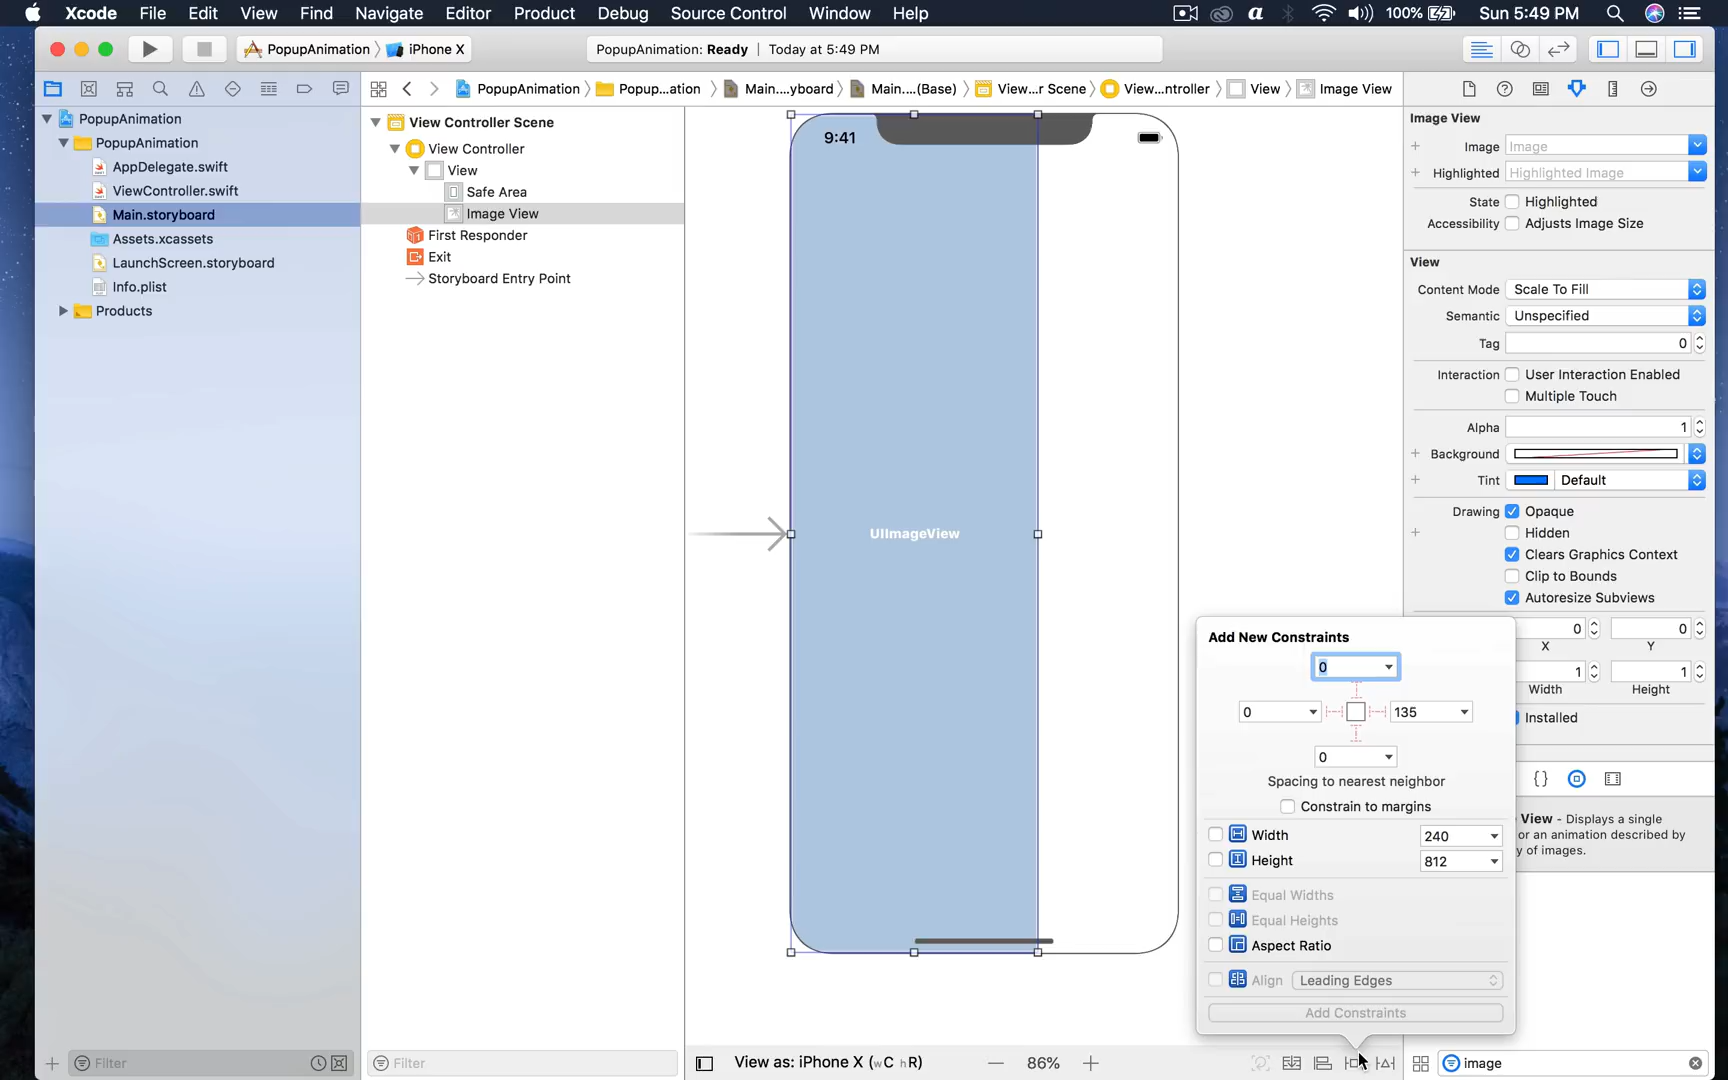 Xcode File Edit View Find Navigate Editor Product Debug Source Control Window Help 100% Sun 5:49 PM
PopupAnimation iPhone X PopupAnimation: Ready | Today at 5:49 PM
PopupAnimation Popup...ation Main....yboard Main....(Base) View...r Scene View...ntroller View Image View
PopupAnimation
PopupAnimation
AppDelegate.swift
ViewController.swift
Main.storyboard
Assets.xcassets
LaunchScreen.storyboard
Info.plist
Products
Filter
View Controller Scene
View Controller
View
Safe Area
Image View
First Responder
Exit
Storyboard Entry Point
Filter
9:41
UIImageView
View as: iPhone X (wC hR) 86%
Add New Constraints
0
0 135
0
Spacing to nearest neighbor
Constrain to margins
Width 240
Height 812
Equal Widths
Equal Heights
Aspect Ratio
Align Leading Edges
Add Constraints
Image View
Image Image
Highlighted Highlighted Image
State Highlighted
Accessibility Adjusts Image Size
View
Content Mode Scale To Fill
Semantic Unspecified
Tag 0
Interaction User Interaction Enabled
Multiple Touch
Alpha 1
Background
Tint Default
Drawing Opaque
Hidden
Clears Graphics Context
Clip to Bounds
Autoresize Subviews
0 0
X Y
1 1
Width Height
Installed
{}
View - Displays a single
or an animation described by
y of images.
image